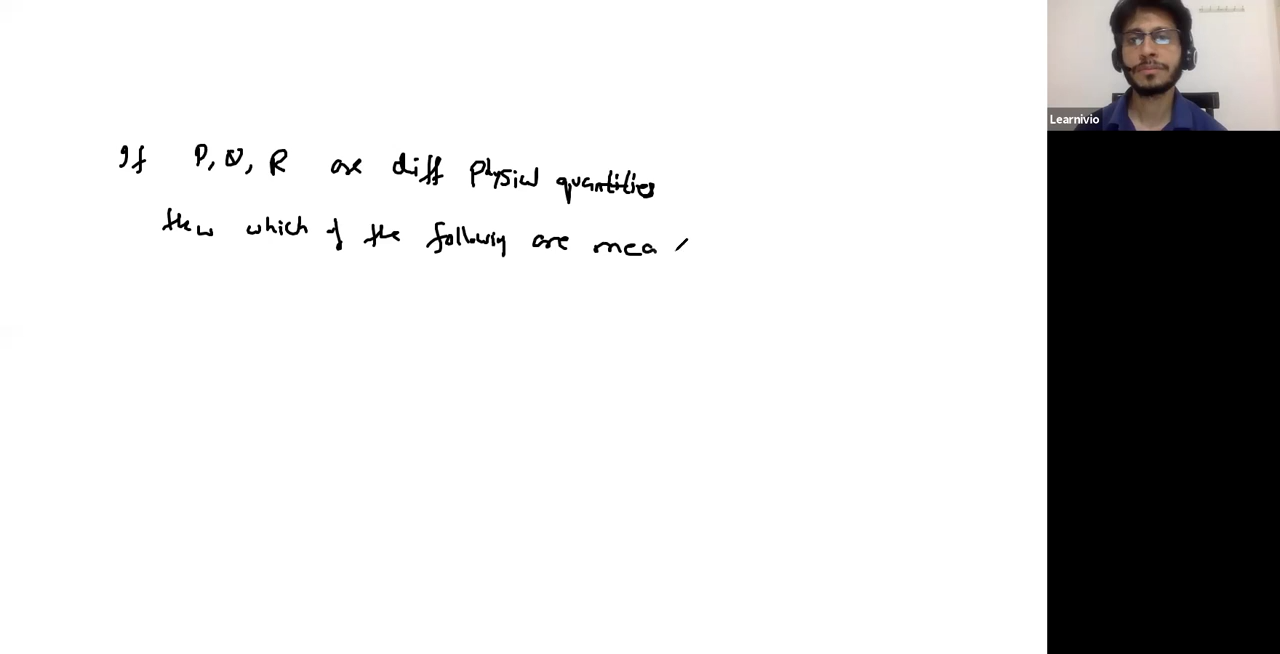 If P, Q, R are diff physical quantities
then which of the following are mea
Learnivio